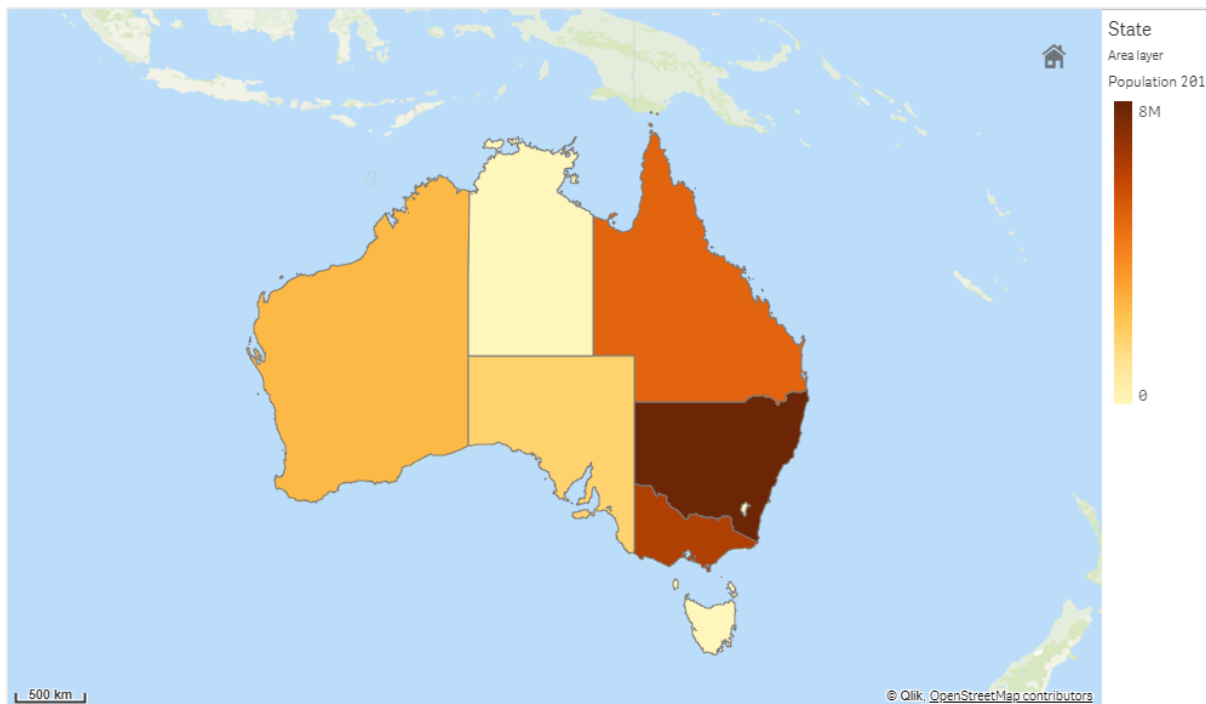 State
Area layer
Population 201
8M
0
500 km
© Qlik, OpenStreetMap contributors